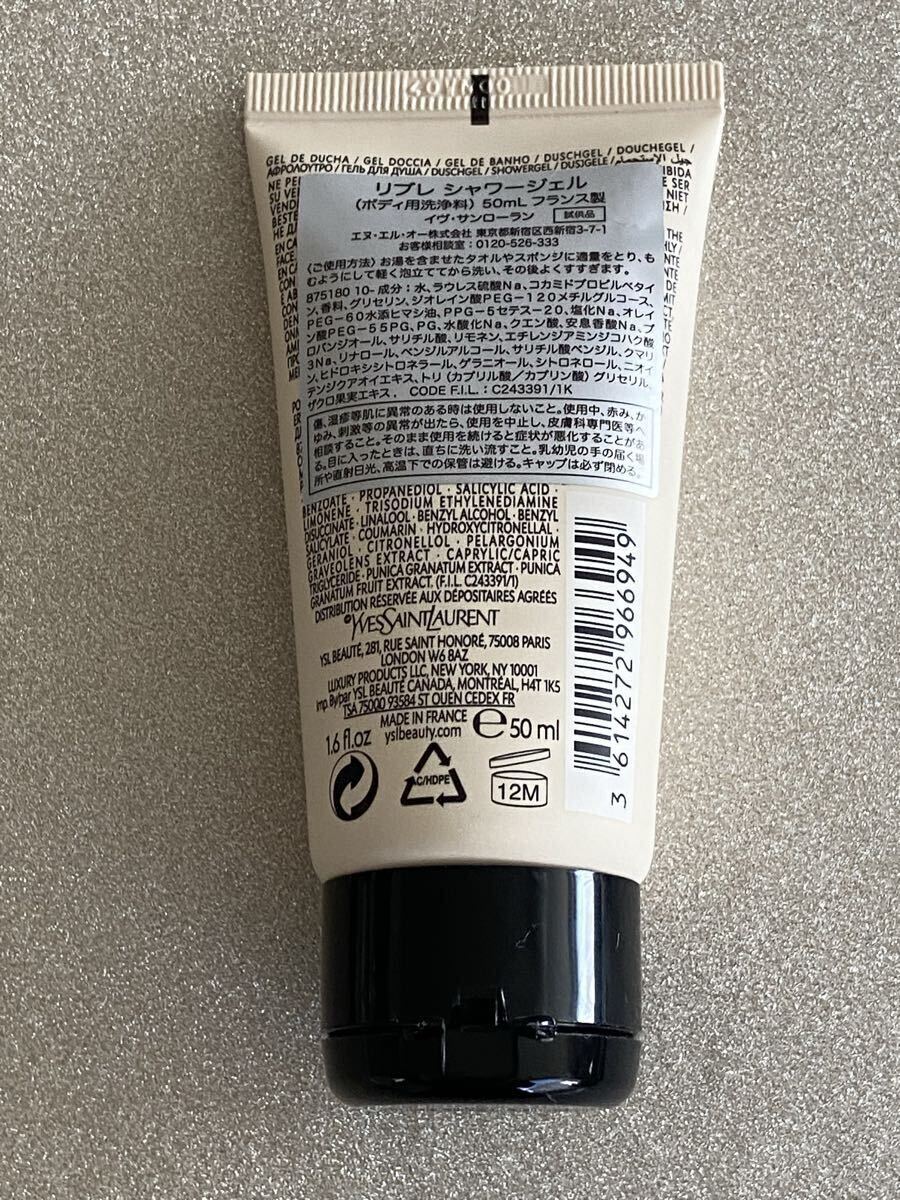 GEL DE DUCHA / GEL DOCCIA / GEL DE BANHO / DUSCHGEL / DOUCHEGEL /
ΑΦΡΟΛΟΥΤΡΟ / ГЕЛЬ ДЛЯ ДУША / DUSCHGEL / SHOWERGEL / DUSJGELE / جيل الاستحمام
リブレ シャワージェル
(ボディ用洗浄料) 50mL フランス製
イヴ・サンローラン 試供品
エヌ・エル・オー株式会社 東京都新宿区西新宿3-7-1
お客様相談室:0120-526-333
〈ご使用方法〉お湯を含ませたタオルやスポンジに適量をとり、も
むようにして軽く泡立ててから洗い、その後よくすすぎます。
875180 10- 成分:水、ラウレス硫酸Na、コカミドプロピルベタイ
ン、香料、グリセリン、ジオレイン酸PEG-120メチルグルコース、
PEG-60水添ヒマシ油、PPG-5セテス-20、塩化Na、オレイ
ン酸PEG-55PG、PG、水酸化Na、クエン酸、安息香酸Na、プ
ロパンジオール、サリチル酸、リモネン、エチレンジアミンジコハク酸
3Na、リナロール、ベンジルアルコール、サリチル酸ベンジル、クマリ
ン、ヒドロキシシトロネラール、ゲラニオール、シトロネロール、ニオイ
テンジクアオイエキス、トリ(カプリル酸/カプリン酸)グリセリル、
ザクロ果実エキス. CODE F.I.L.: C243391/1K
傷、湿疹等肌に異常のある時は使用しないこと。使用中、赤み、か
ゆみ、刺激等の異常が出たら、使用を中止し、皮膚科専門医等へ
相談すること。そのまま使用を続けると症状が悪化することがあ
る。目に入ったときは、直ちに洗い流すこと。乳幼児の手の届く場
所や直射日光、高温下での保管は避ける。キャップは必ず閉める。
BENZOATE · PROPANEDIOL · SALICYLIC ACID ·
LIMONENE · TRISODIUM ETHYLENEDIAMINE
DISUCCINATE · LINALOOL · BENZYL ALCOHOL · BENZYL
SALICYLATE · COUMARIN · HYDROXYCITRONELLAL ·
GERANIOL · CITRONELLOL · PELARGONIUM
GRAVEOLENS EXTRACT · CAPRYLIC/CAPRIC
TRIGLYCERIDE · PUNICA GRANATUM EXTRACT · PUNICA
GRANATUM FRUIT EXTRACT. (F.I.L. C243391/1)
DISTRIBUTION RÉSERVÉE AUX DÉPOSITAIRES AGRÉÉS
YVESSAINTLAURENT
YSL BEAUTÉ, 281, RUE SAINT HONORÉ, 75008 PARIS
LONDON W6 8AZ
LUXURY PRODUCTS LLC, NEW YORK, NY 10001
Imp. By/par YSL BEAUTÉ CANADA, MONTRÉAL, H4T 1K5
TSA 75000 93584 ST OUEN CEDEX FR
MADE IN FRANCE
1.6 fl.oz yslbeauty.com e 50 ml
AC/HDPE
12M
3 614272 966949